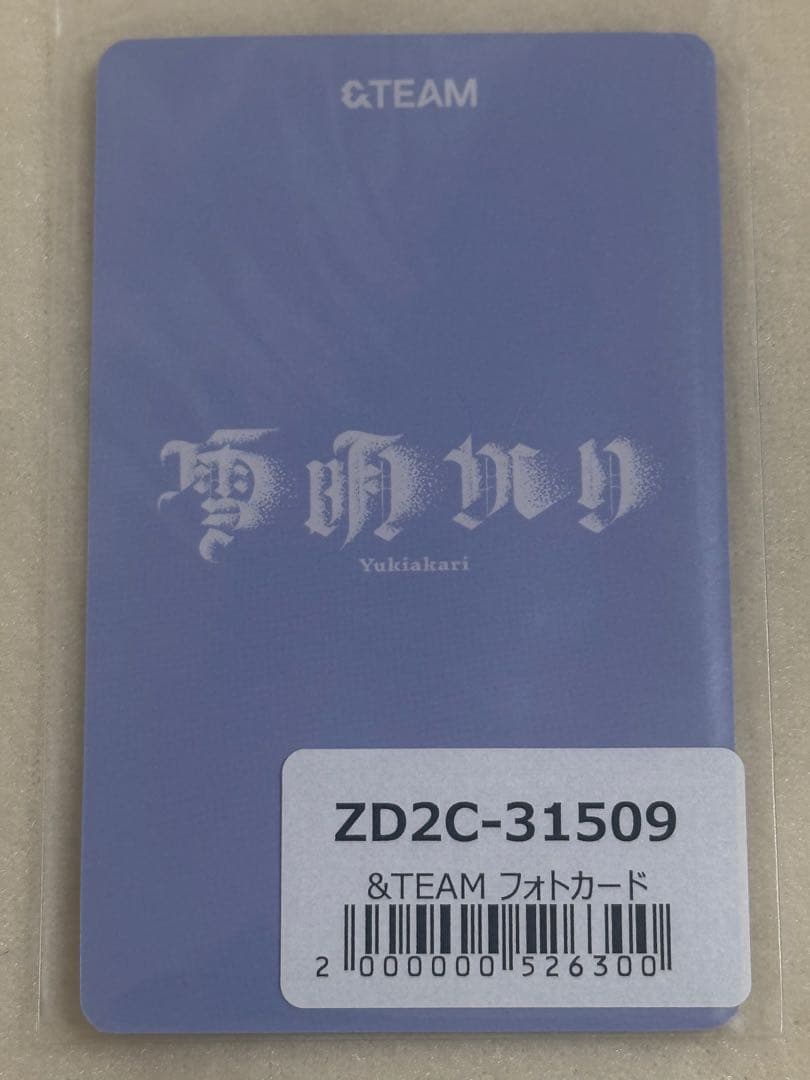 &TEAM
雪明かり
Yukiakari
ZD2C-31509
&TEAM フォトカード
2 000000 526300